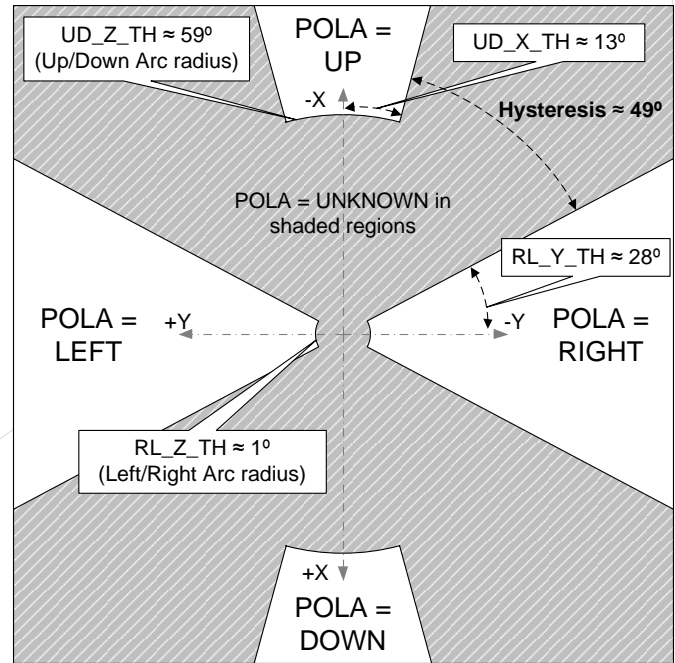 UD_Z_TH ≈ 59º
(Up/Down Arc radius)
POLA =
UP
UD_X_TH ≈ 13º
-X
Hysteresis ≈ 49º
POLA = UNKNOWN in
shaded regions
RL_Y_TH ≈ 28º
POLA =
LEFT
+Y
-Y
POLA =
RIGHT
RL_Z_TH ≈ 1º
(Left/Right Arc radius)
+X
POLA =
DOWN